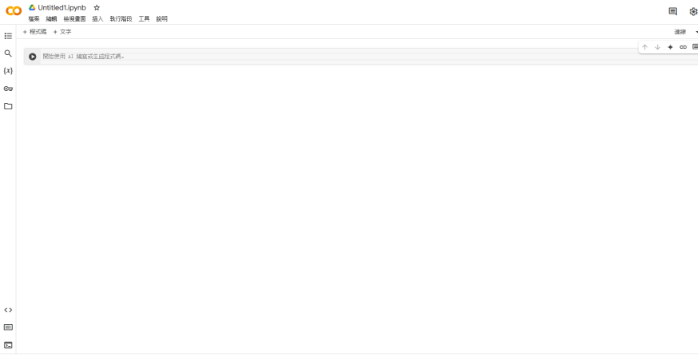 Untitled1.ipynb
檔案 編輯 檢視畫面 插入 執行階段 工具 說明
+ 程式碼 + 文字
連線
{x}
開始使用 AI 編寫或生成程式碼。